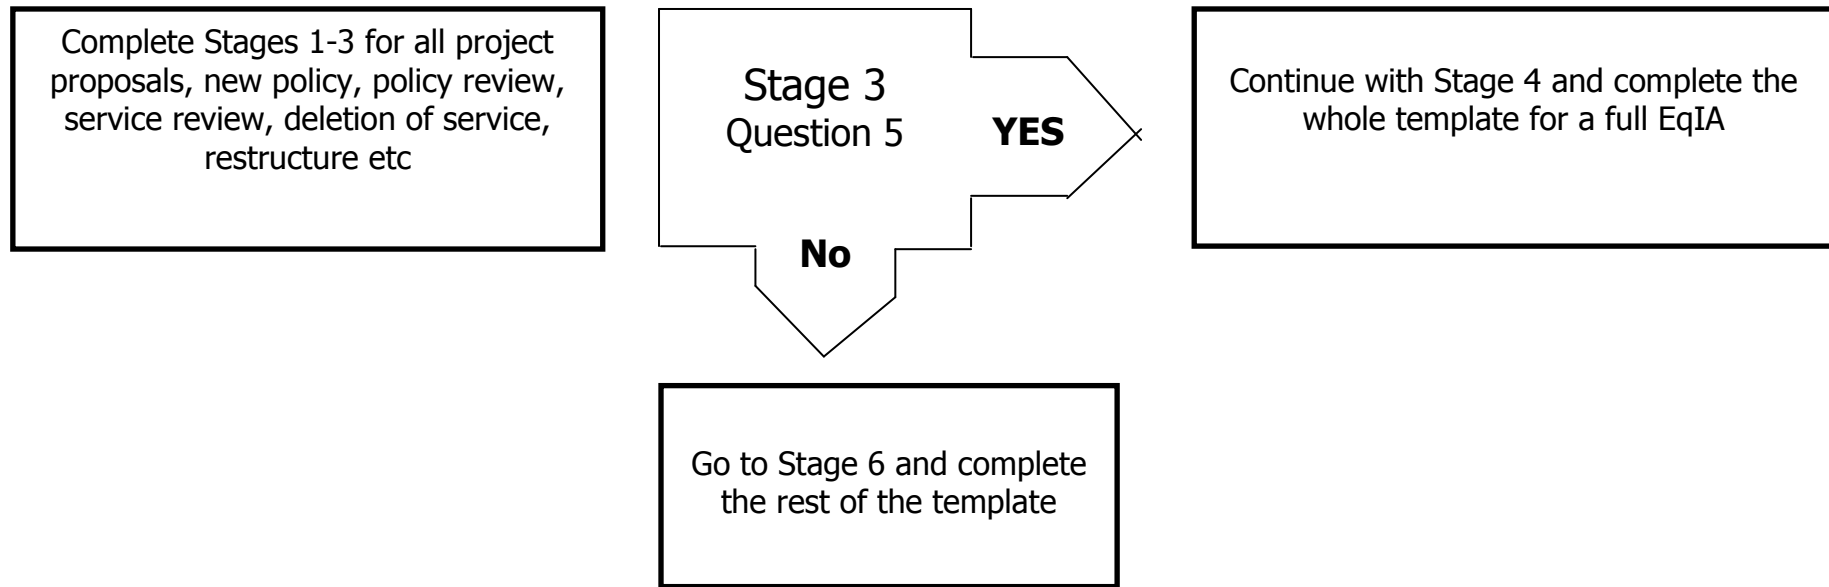 Complete Stages 1-3 for all project
proposals, new policy, policy review,
service review, deletion of service,
restructure etc
Stage 3
Question 5
YES
No
Continue with Stage 4 and complete the
whole template for a full EqIA
Go to Stage 6 and complete
the rest of the template